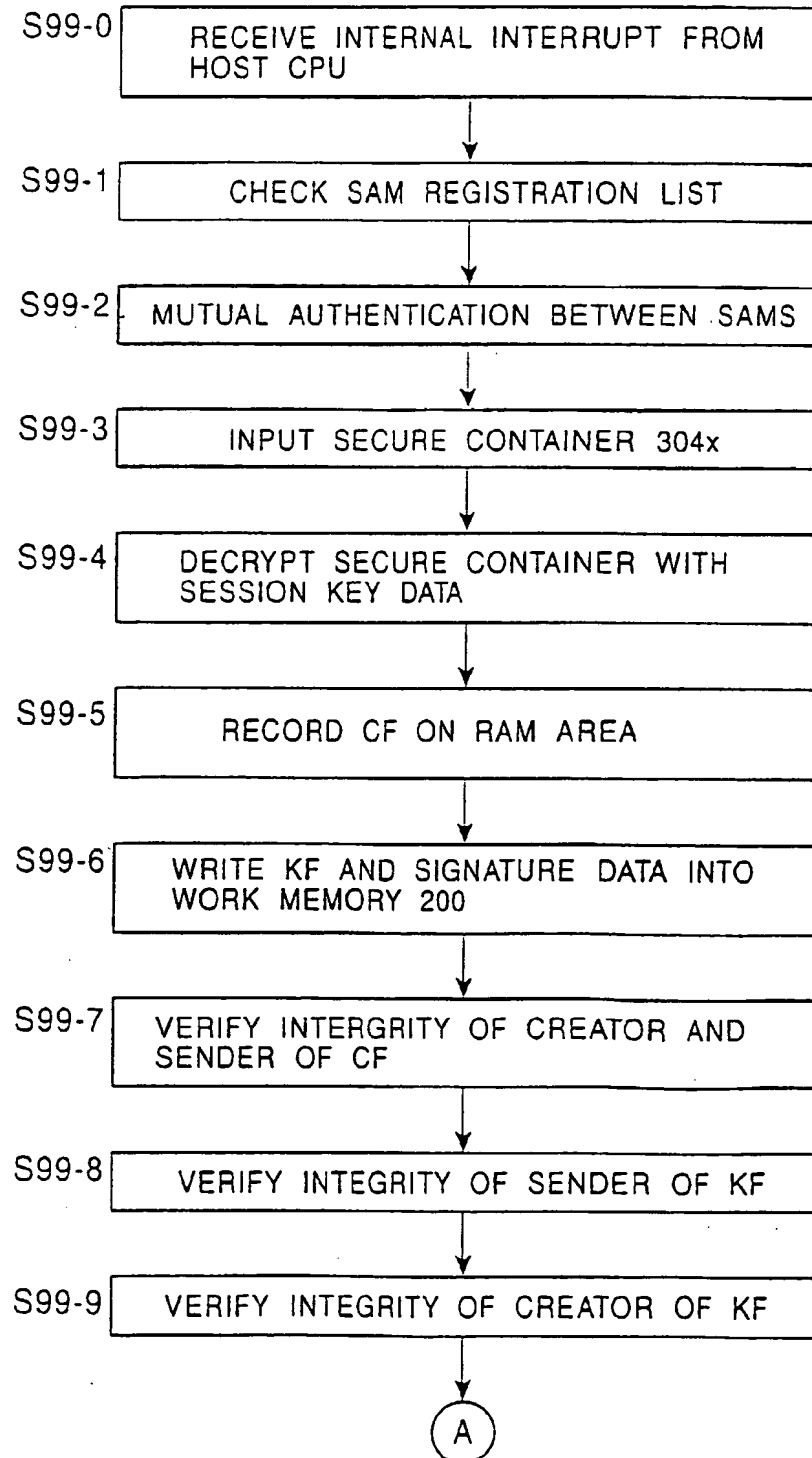 S99-0
RECEIVE INTERNAL INTERRUPT FROM
HOST CPU
S99-1
CHECK SAM REGISTRATION LIST
S99-2
MUTUAL AUTHENTICATION BETWEEN SAMS
S99-3
INPUT SECURE CONTAINER 304x
S99-4
DECRYPT SECURE CONTAINER WITH
SESSION KEY DATA
S99-5
RECORD CF ON RAM AREA
S99-6
WRITE KF AND SIGNATURE DATA INTO
WORK MEMORY 200
S99-7
VERIFY INTERGRITY OF CREATOR AND
SENDER OF CF
S99-8
VERIFY INTEGRITY OF SENDER OF KF
S99-9
VERIFY INTEGRITY OF CREATOR OF KF
A